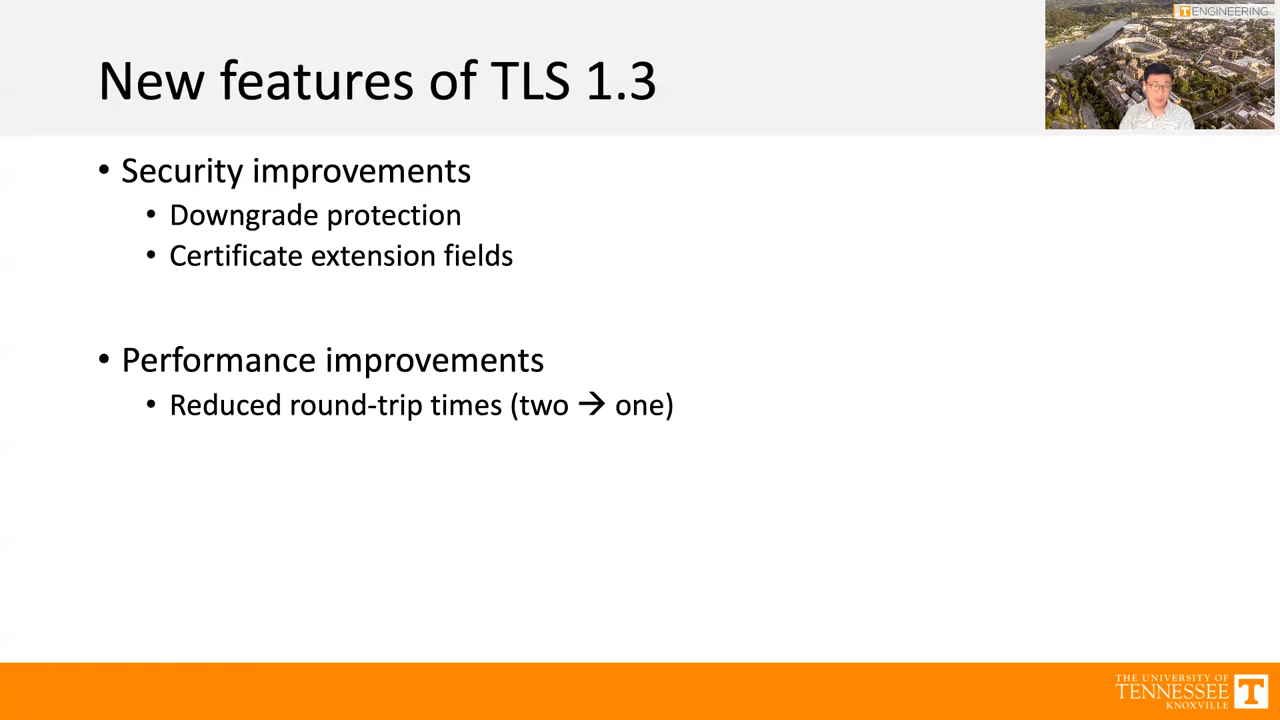 T ENGINEERING
New features of TLS 1.3
• Security improvements
• Downgrade protection
• Certificate extension fields
• Performance improvements
• Reduced round-trip times (two → one)
THE UNIVERSITY OF
TENNESSEE
KNOXVILLE
T